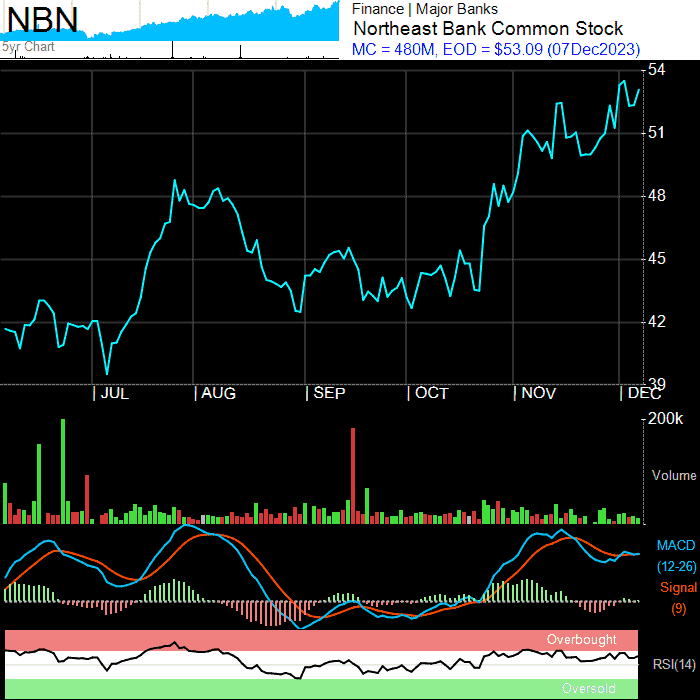 NBN
5yr Chart
Finance | Major Banks
Northeast Bank Common Stock
MC = 480M, EOD = $53.09 (07Dec2023)
54
51
48
45
42
39
JUL AUG SEP OCT NOV DEC
200k
Volume
MACD
(12-26)
Signal
(9)
Overbought
RSI(14)
Oversold